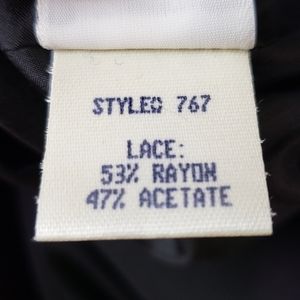 STYLE@ 767
LACE:
53% RAYON
47% ACETATE